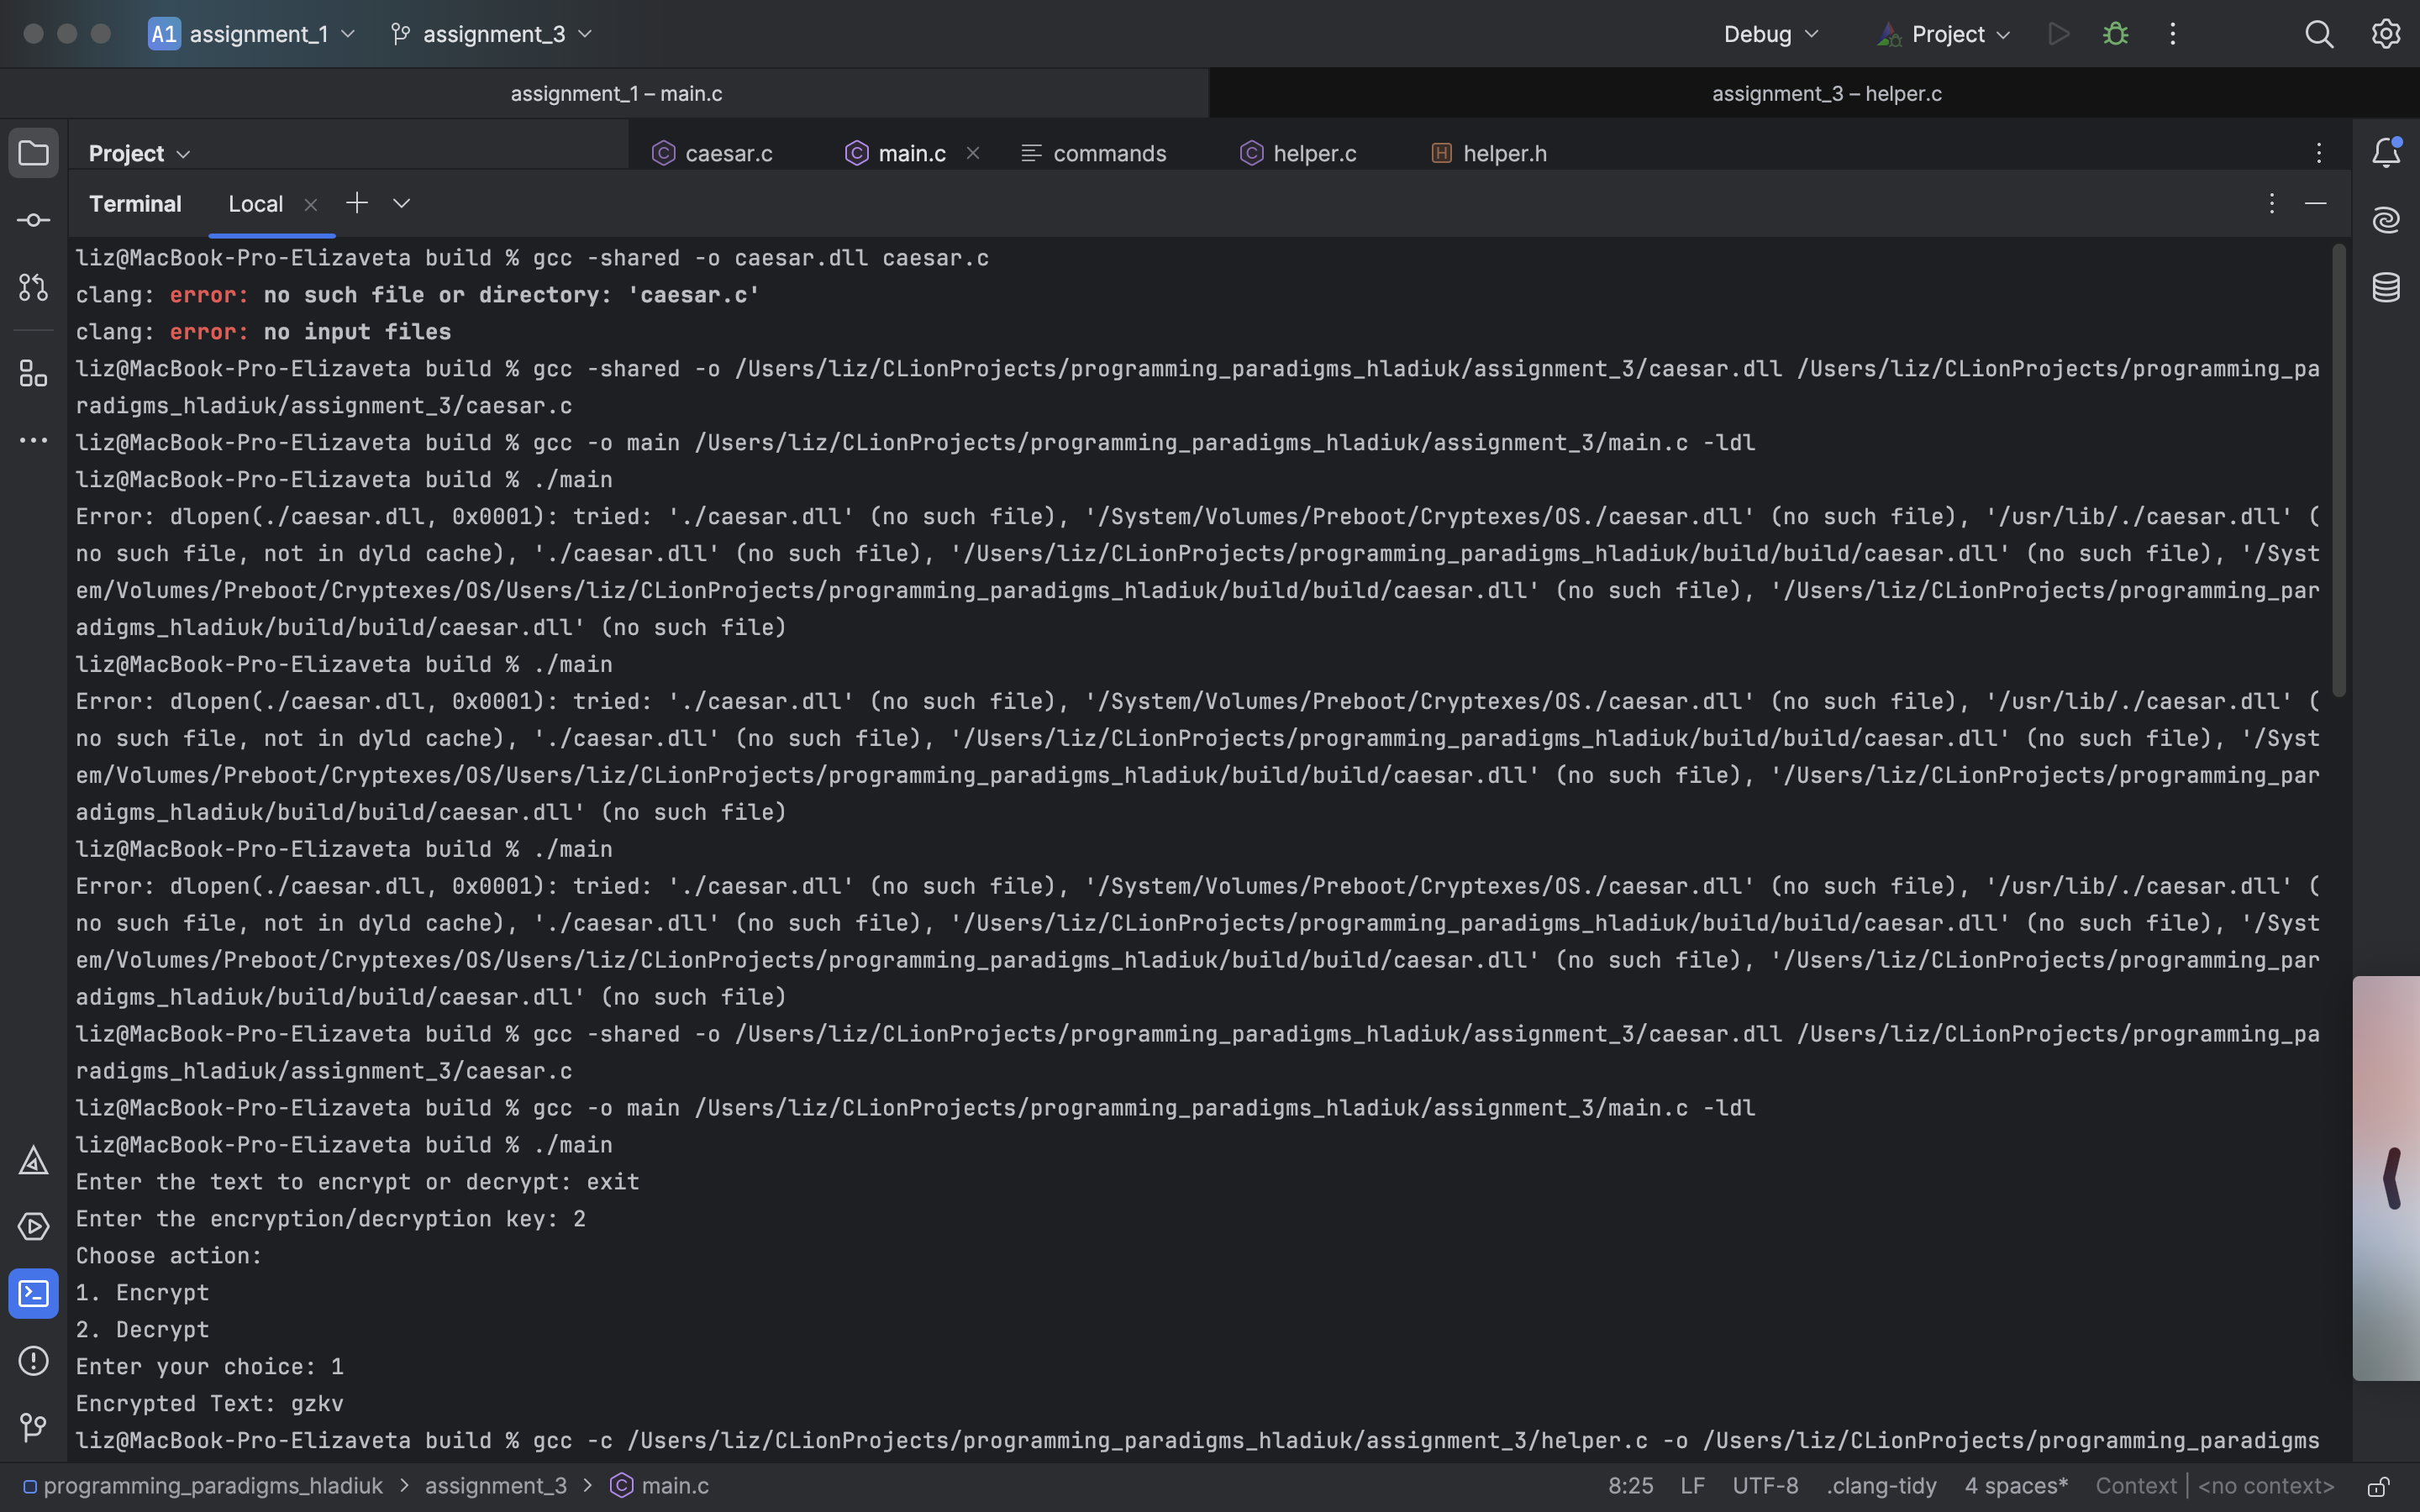 A1 assignment_1 assignment_3 Debug Project
assignment_1 – main.c assignment_3 – helper.c
Project caesar.c main.c commands helper.c helper.h
Terminal Local
liz@MacBook-Pro-Elizaveta build % gcc -shared -o caesar.dll caesar.c
clang: error: no such file or directory: 'caesar.c'
clang: error: no input files
liz@MacBook-Pro-Elizaveta build % gcc -shared -o /Users/liz/CLionProjects/programming_paradigms_hladiuk/assignment_3/caesar.dll /Users/liz/CLionProjects/programming_pa
radigms_hladiuk/assignment_3/caesar.c
liz@MacBook-Pro-Elizaveta build % gcc -o main /Users/liz/CLionProjects/programming_paradigms_hladiuk/assignment_3/main.c -ldl
liz@MacBook-Pro-Elizaveta build % ./main
Error: dlopen(./caesar.dll, 0x0001): tried: './caesar.dll' (no such file), '/System/Volumes/Preboot/Cryptexes/OS./caesar.dll' (no such file), '/usr/lib/./caesar.dll' (
no such file, not in dyld cache), './caesar.dll' (no such file), '/Users/liz/CLionProjects/programming_paradigms_hladiuk/build/build/caesar.dll' (no such file), '/Syst
em/Volumes/Preboot/Cryptexes/OS/Users/liz/CLionProjects/programming_paradigms_hladiuk/build/build/caesar.dll' (no such file), '/Users/liz/CLionProjects/programming_par
adigms_hladiuk/build/build/caesar.dll' (no such file)
liz@MacBook-Pro-Elizaveta build % ./main
Error: dlopen(./caesar.dll, 0x0001): tried: './caesar.dll' (no such file), '/System/Volumes/Preboot/Cryptexes/OS./caesar.dll' (no such file), '/usr/lib/./caesar.dll' (
no such file, not in dyld cache), './caesar.dll' (no such file), '/Users/liz/CLionProjects/programming_paradigms_hladiuk/build/build/caesar.dll' (no such file), '/Syst
em/Volumes/Preboot/Cryptexes/OS/Users/liz/CLionProjects/programming_paradigms_hladiuk/build/build/caesar.dll' (no such file), '/Users/liz/CLionProjects/programming_par
adigms_hladiuk/build/build/caesar.dll' (no such file)
liz@MacBook-Pro-Elizaveta build % ./main
Error: dlopen(./caesar.dll, 0x0001): tried: './caesar.dll' (no such file), '/System/Volumes/Preboot/Cryptexes/OS./caesar.dll' (no such file), '/usr/lib/./caesar.dll' (
no such file, not in dyld cache), './caesar.dll' (no such file), '/Users/liz/CLionProjects/programming_paradigms_hladiuk/build/build/caesar.dll' (no such file), '/Syst
em/Volumes/Preboot/Cryptexes/OS/Users/liz/CLionProjects/programming_paradigms_hladiuk/build/build/caesar.dll' (no such file), '/Users/liz/CLionProjects/programming_par
adigms_hladiuk/build/build/caesar.dll' (no such file)
liz@MacBook-Pro-Elizaveta build % gcc -shared -o /Users/liz/CLionProjects/programming_paradigms_hladiuk/assignment_3/caesar.dll /Users/liz/CLionProjects/programming_pa
radigms_hladiuk/assignment_3/caesar.c
liz@MacBook-Pro-Elizaveta build % gcc -o main /Users/liz/CLionProjects/programming_paradigms_hladiuk/assignment_3/main.c -ldl
liz@MacBook-Pro-Elizaveta build % ./main
Enter the text to encrypt or decrypt: exit
Enter the encryption/decryption key: 2
Choose action:
1. Encrypt
2. Decrypt
Enter your choice: 1
Encrypted Text: gzkv
liz@MacBook-Pro-Elizaveta build % gcc -c /Users/liz/CLionProjects/programming_paradigms_hladiuk/assignment_3/helper.c -o /Users/liz/CLionProjects/programming_paradigms
programming_paradigms_hladiuk > assignment_3 > main.c 8:25 LF UTF-8 .clang-tidy 4 spaces* Context | <no context>